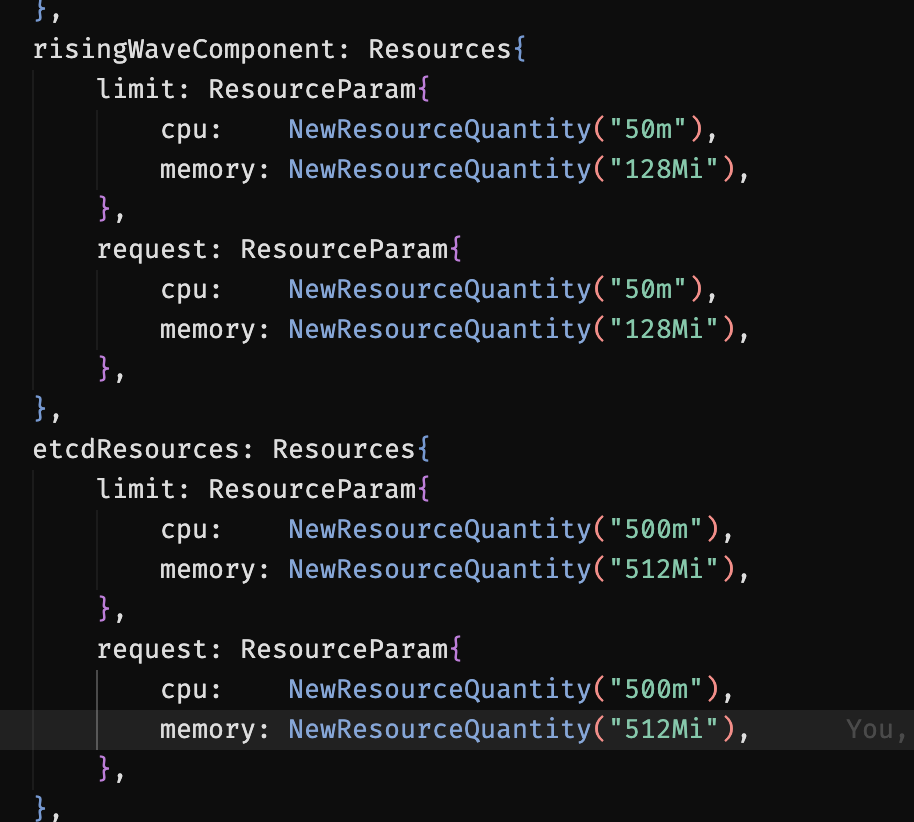 },
risingWaveComponent: Resources{
    limit: ResourceParam{
        cpu:    NewResourceQuantity("50m"),
        memory: NewResourceQuantity("128Mi"),
    },
    request: ResourceParam{
        cpu:    NewResourceQuantity("50m"),
        memory: NewResourceQuantity("128Mi"),
    },
},
etcdResources: Resources{
    limit: ResourceParam{
        cpu:    NewResourceQuantity("500m"),
        memory: NewResourceQuantity("512Mi"),
    },
    request: ResourceParam{
        cpu:    NewResourceQuantity("500m"),
        memory: NewResourceQuantity("512Mi"),      You,
    },
},